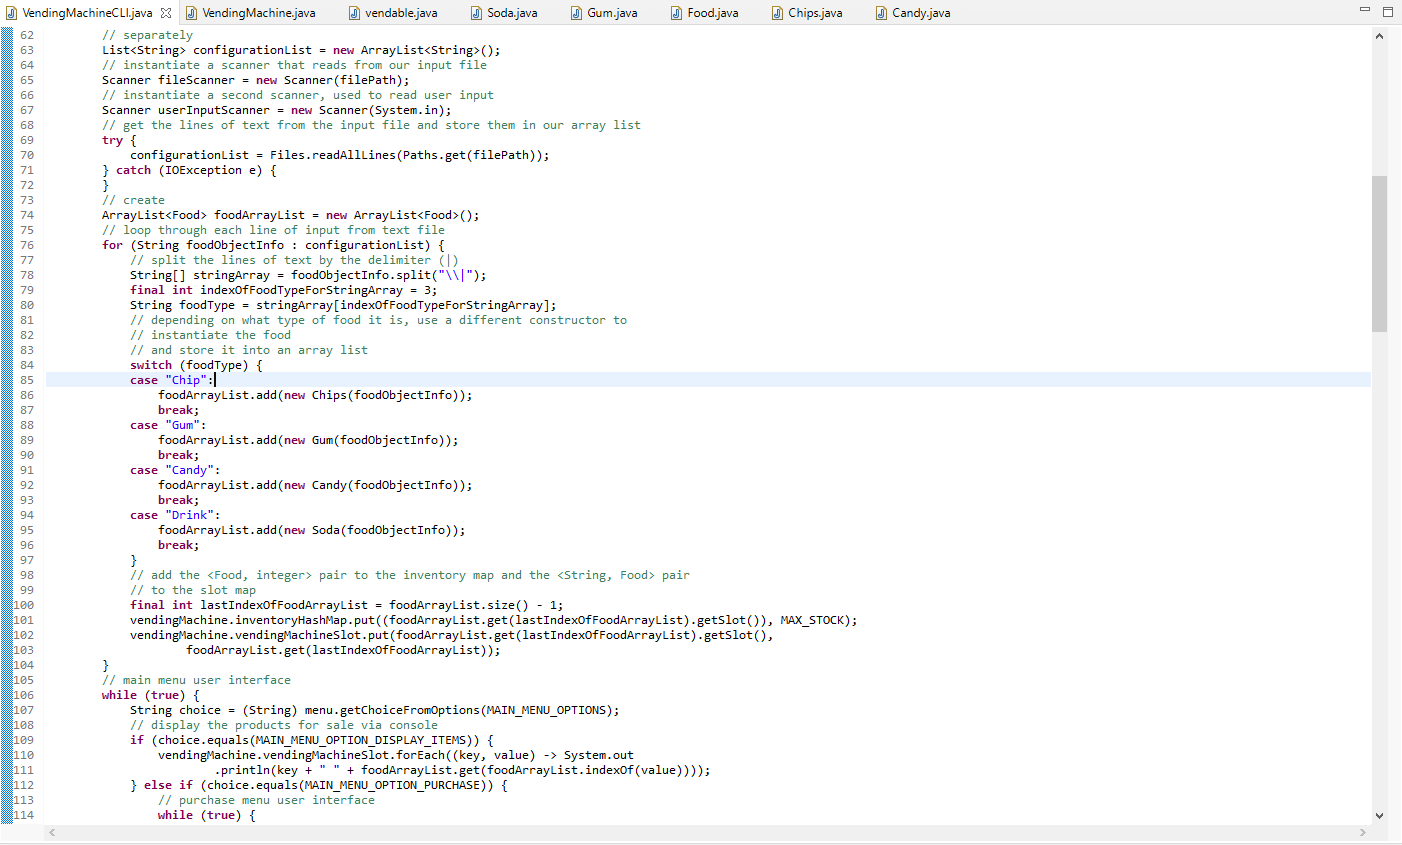 VendingMachineCLI.java VendingMachine.java vendable.java Soda.java Gum.java Food.java Chips.java Candy.java
62 // separately
63 List<String> configurationList = new ArrayList<String>();
64 // instantiate a scanner that reads from our input file
65 Scanner fileScanner = new Scanner(filePath);
66 // instantiate a second scanner, used to read user input
67 Scanner userInputScanner = new Scanner(System.in);
68 // get the lines of text from the input file and store them in our array list
69 try {
70 configurationList = Files.readAllLines(Paths.get(filePath));
71 } catch (IOException e) {
72 }
73 // create
74 ArrayList<Food> foodArrayList = new ArrayList<Food>();
75 // loop through each line of input from text file
76 for (String foodObjectInfo : configurationList) {
77 // split the lines of text by the delimiter (|)
78 String[] stringArray = foodObjectInfo.split("\\|");
79 final int indexOfFoodTypeForStringArray = 3;
80 String foodType = stringArray[indexOfFoodTypeForStringArray];
81 // depending on what type of food it is, use a different constructor to
82 // instantiate the food
83 // and store it into an array list
84 switch (foodType) {
85 case "Chip":
86 foodArrayList.add(new Chips(foodObjectInfo));
87 break;
88 case "Gum":
89 foodArrayList.add(new Gum(foodObjectInfo));
90 break;
91 case "Candy":
92 foodArrayList.add(new Candy(foodObjectInfo));
93 break;
94 case "Drink":
95 foodArrayList.add(new Soda(foodObjectInfo));
96 break;
97 }
98 // add the <Food, integer> pair to the inventory map and the <String, Food> pair
99 // to the slot map
100 final int lastIndexOfFoodArrayList = foodArrayList.size() - 1;
101 vendingMachine.inventoryHashMap.put((foodArrayList.get(lastIndexOfFoodArrayList).getSlot()), MAX_STOCK);
102 vendingMachine.vendingMachineSlot.put(foodArrayList.get(lastIndexOfFoodArrayList).getSlot(),
103 foodArrayList.get(lastIndexOfFoodArrayList));
104 }
105 // main menu user interface
106 while (true) {
107 String choice = (String) menu.getChoiceFromOptions(MAIN_MENU_OPTIONS);
108 // display the products for sale via console
109 if (choice.equals(MAIN_MENU_OPTION_DISPLAY_ITEMS)) {
110 vendingMachine.vendingMachineSlot.forEach((key, value) -> System.out
111 .println(key + " " + foodArrayList.get(foodArrayList.indexOf(value))));
112 } else if (choice.equals(MAIN_MENU_OPTION_PURCHASE)) {
113 // purchase menu user interface
114 while (true) {